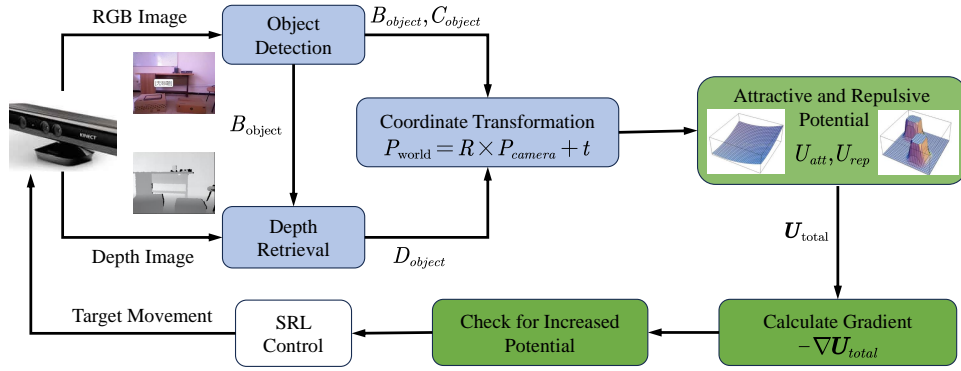 RGB Image
Object
Detection
B_object, C_object
KINECT
B_object
Coordinate Transformation
P_world = R × P_camera + t
Attractive and Repulsive
Potential
U_att, U_rep
Depth Image
Depth
Retrieval
D_object
U_total
Target Movement
SRL
Control
Check for Increased
Potential
Calculate Gradient
−∇U_total